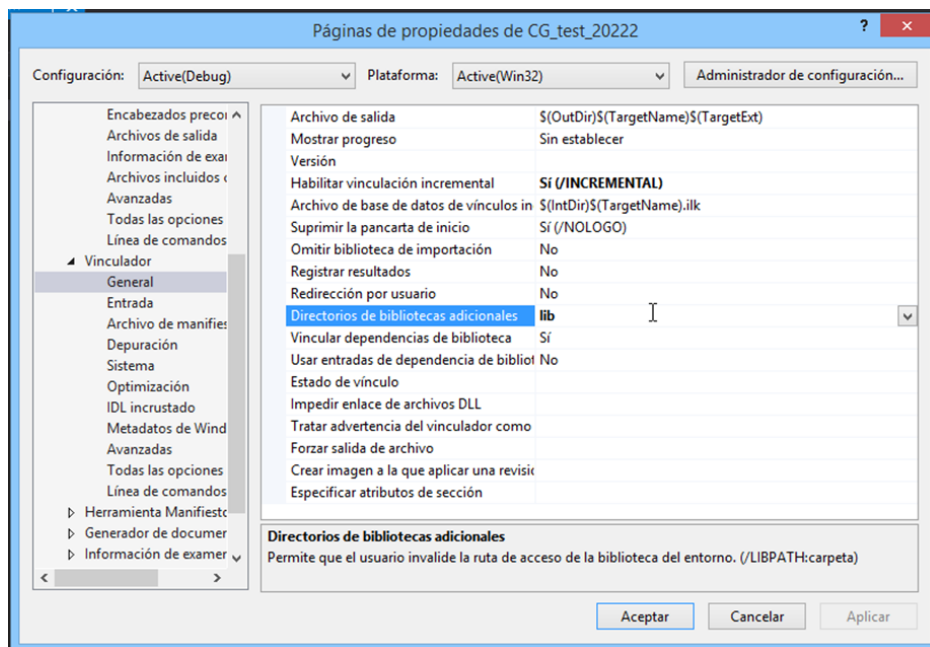 Páginas de propiedades de CG_test_20222
?
Configuración:
Active(Debug)
Plataforma:
Active(Win32)
Administrador de configuración...
Encabezados precor
Archivos de salida
Información de exar
Archivos incluidos
Avanzadas
Todas las opciones
Línea de comandos
Vinculador
General
Entrada
Archivo de manifies
Depuración
Sistema
Optimización
IDL incrustado
Metadatos de Wind
Avanzadas
Todas las opciones
Línea de comandos
Herramienta Manifiesto
Generador de documer
Información de examer
Archivo de salida $(OutDir)$(TargetName)$(TargetExt)
Mostrar progreso Sin establecer
Versión
Habilitar vinculación incremental Sí (/INCREMENTAL)
Archivo de base de datos de vínculos in $(IntDir)$(TargetName).ilk
Suprimir la pancarta de inicio Sí (/NOLOGO)
Omitir biblioteca de importación No
Registrar resultados No
Redirección por usuario No
Directorios de bibliotecas adicionales lib
Vincular dependencias de biblioteca Sí
Usar entradas de dependencia de bibliot No
Estado de vínculo
Impedir enlace de archivos DLL
Tratar advertencia del vinculador como
Forzar salida de archivo
Crear imagen a la que aplicar una revisic
Especificar atributos de sección
Directorios de bibliotecas adicionales
Permite que el usuario invalide la ruta de acceso de la biblioteca del entorno. (/LIBPATH:carpeta)
Aceptar
Cancelar
Aplicar